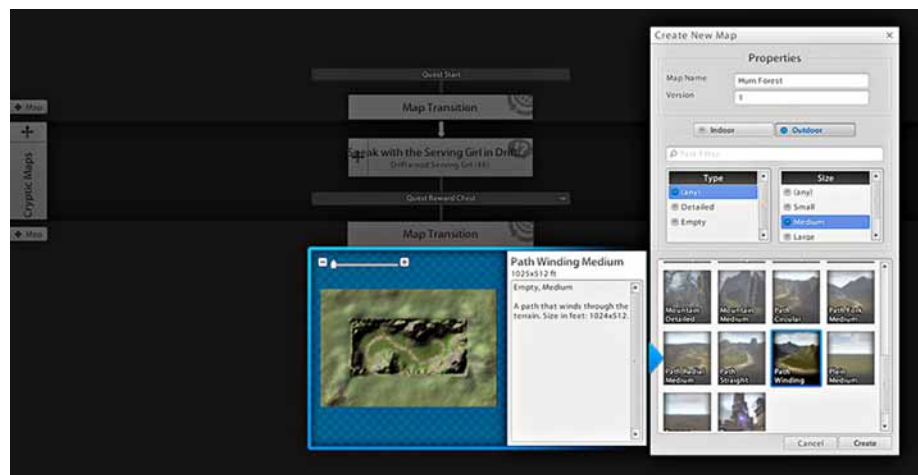 Create New Map
Properties
Map Name
Hurn Forest
Version
1
Indoor
Outdoor
Type
(any)
Detailed
Empty
Size
(any)
Small
Medium
Large
Mountain Detailed
Mountain Medium
Path Circular
Path Fork Medium
Path Radial Medium
Path Straight
Path Winding
Plain Medium
Cancel
Create
Quest Start
Map Transition
Speak with the Serving Girl in Drift
Driftwood Serving Girl
Quest Reward Chest
Map Transition
Map
Cryptic Maps
Map
Path Winding Medium
1025x512 ft
Empty, Medium
A path that winds through the
terrain. Size in feet: 1024x512.